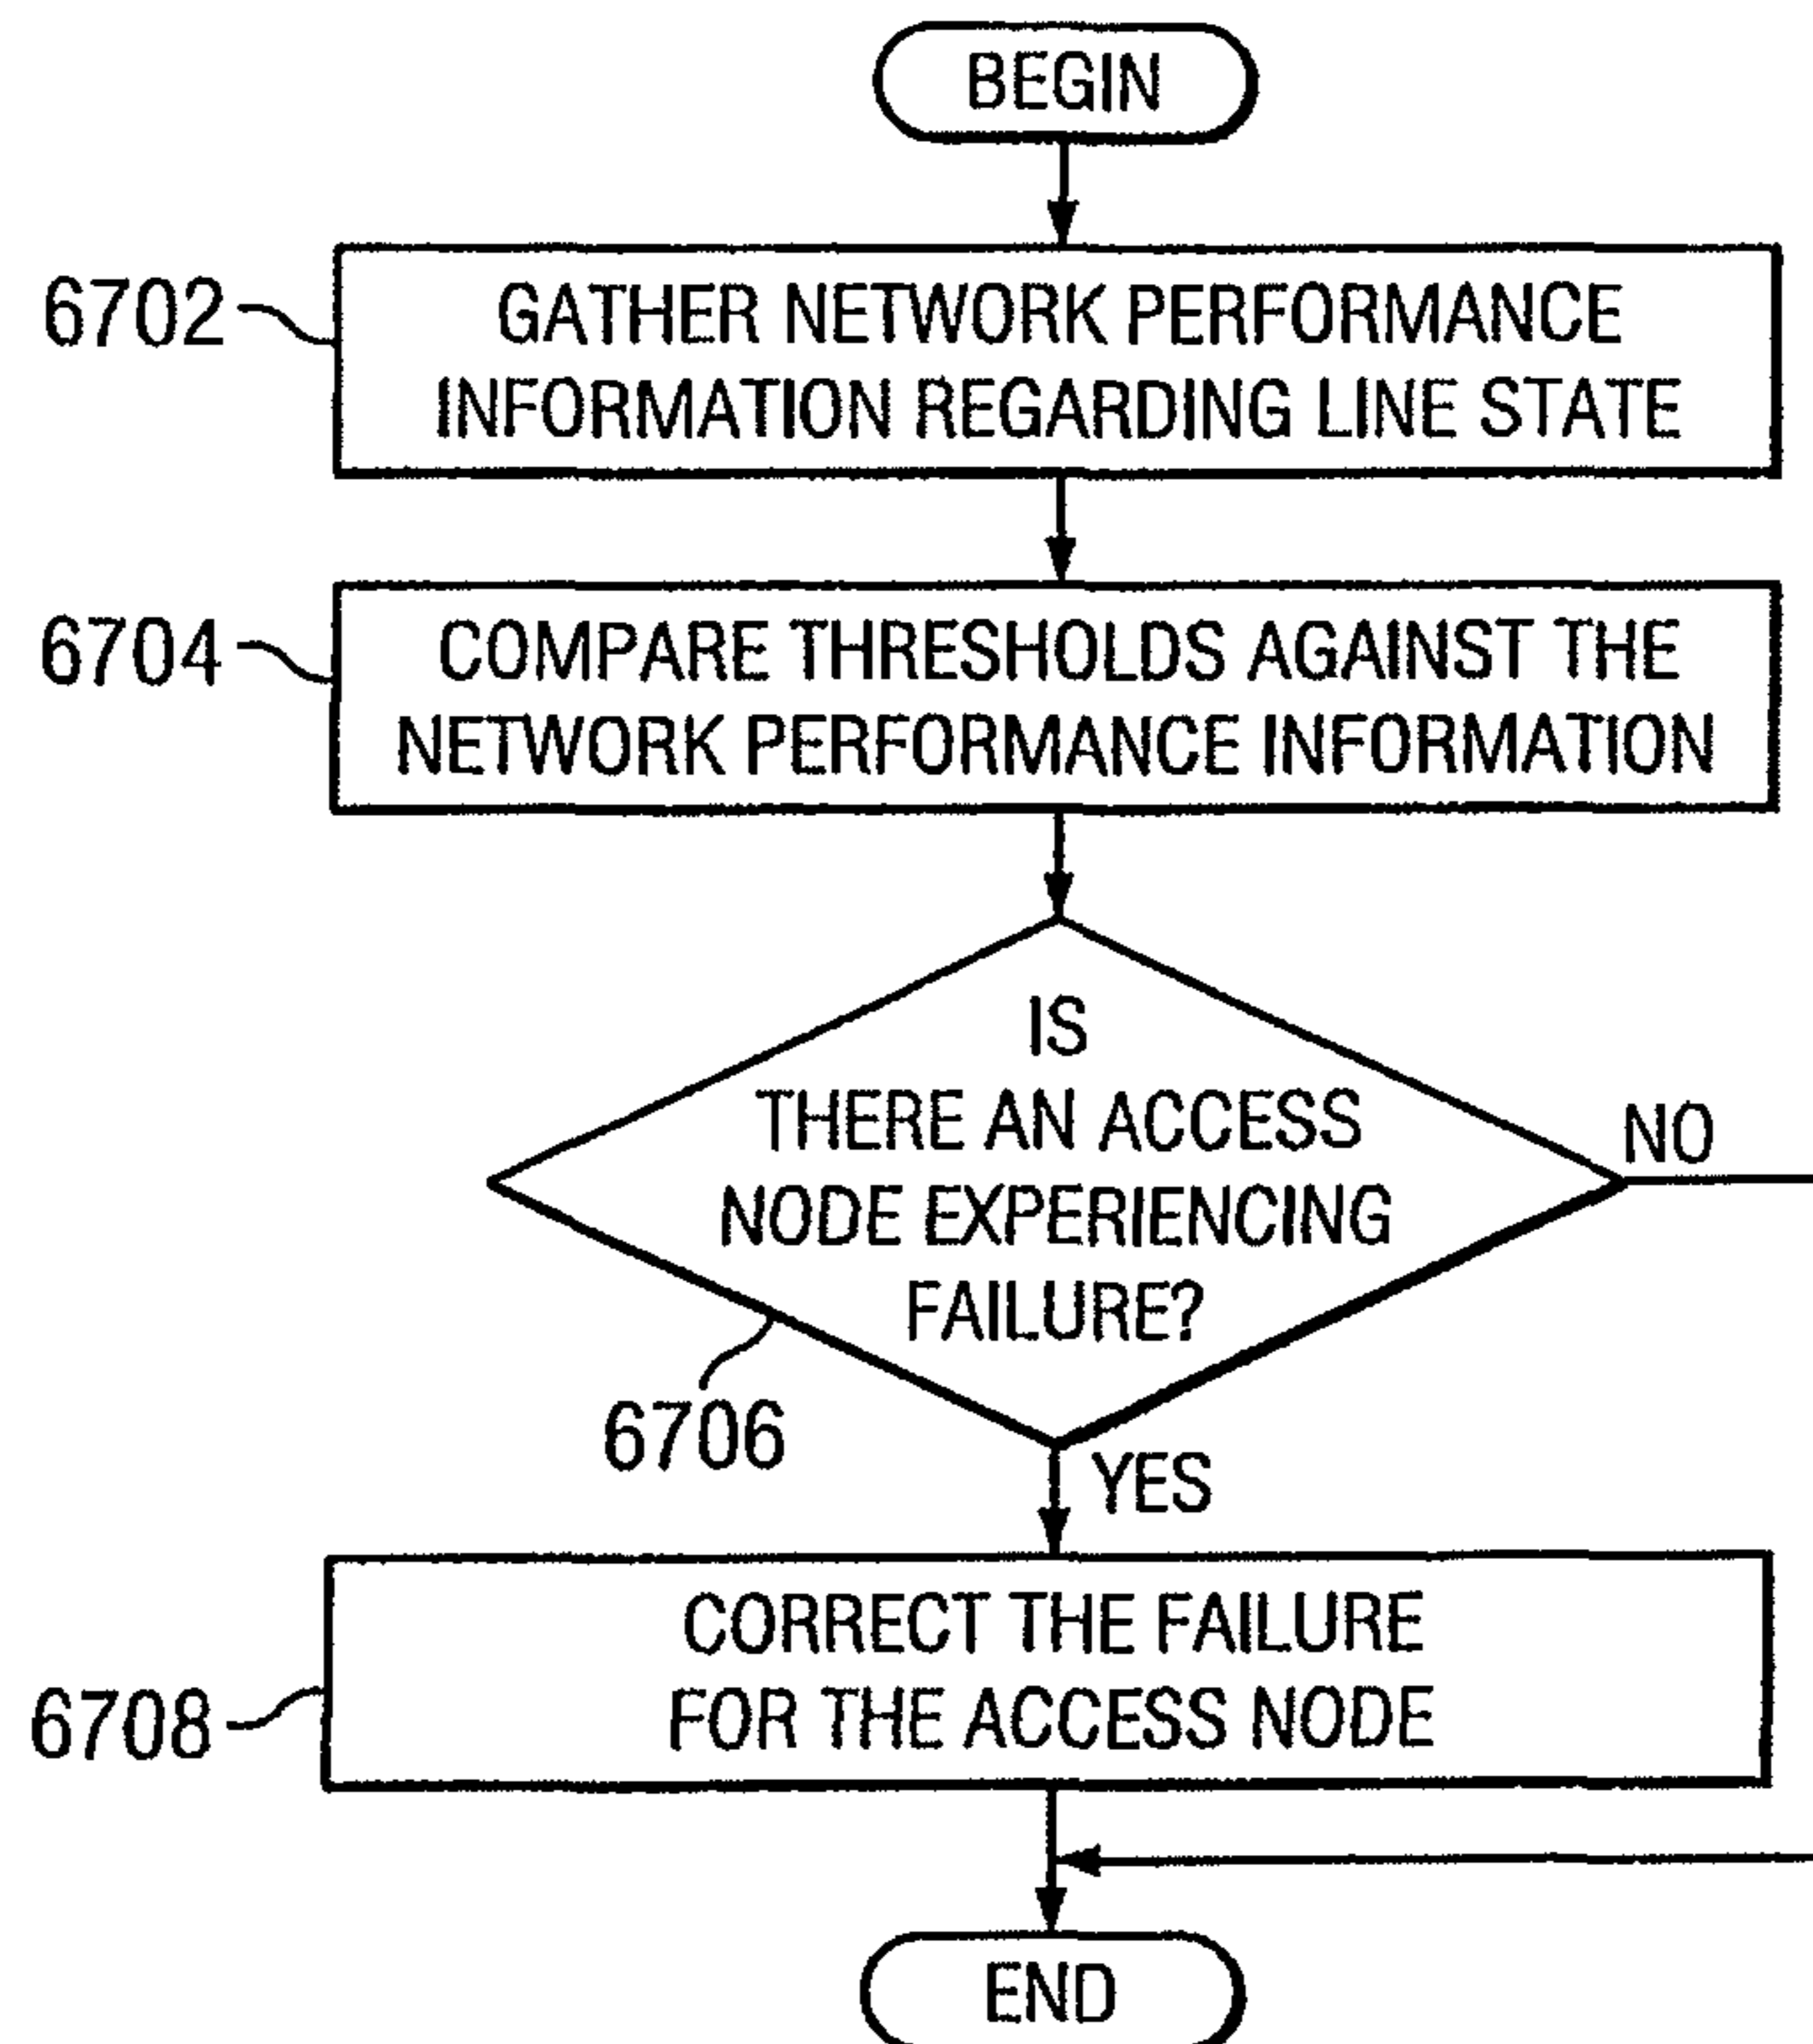 BEGIN
6702
GATHER NETWORK PERFORMANCE
INFORMATION REGARDING LINE STATE
6704
COMPARE THRESHOLDS AGAINST THE
NETWORK PERFORMANCE INFORMATION
IS
THERE AN ACCESS
NODE EXPERIENCING
FAILURE?
NO
6706
YES
CORRECT THE FAILURE
FOR THE ACCESS NODE
6708
END